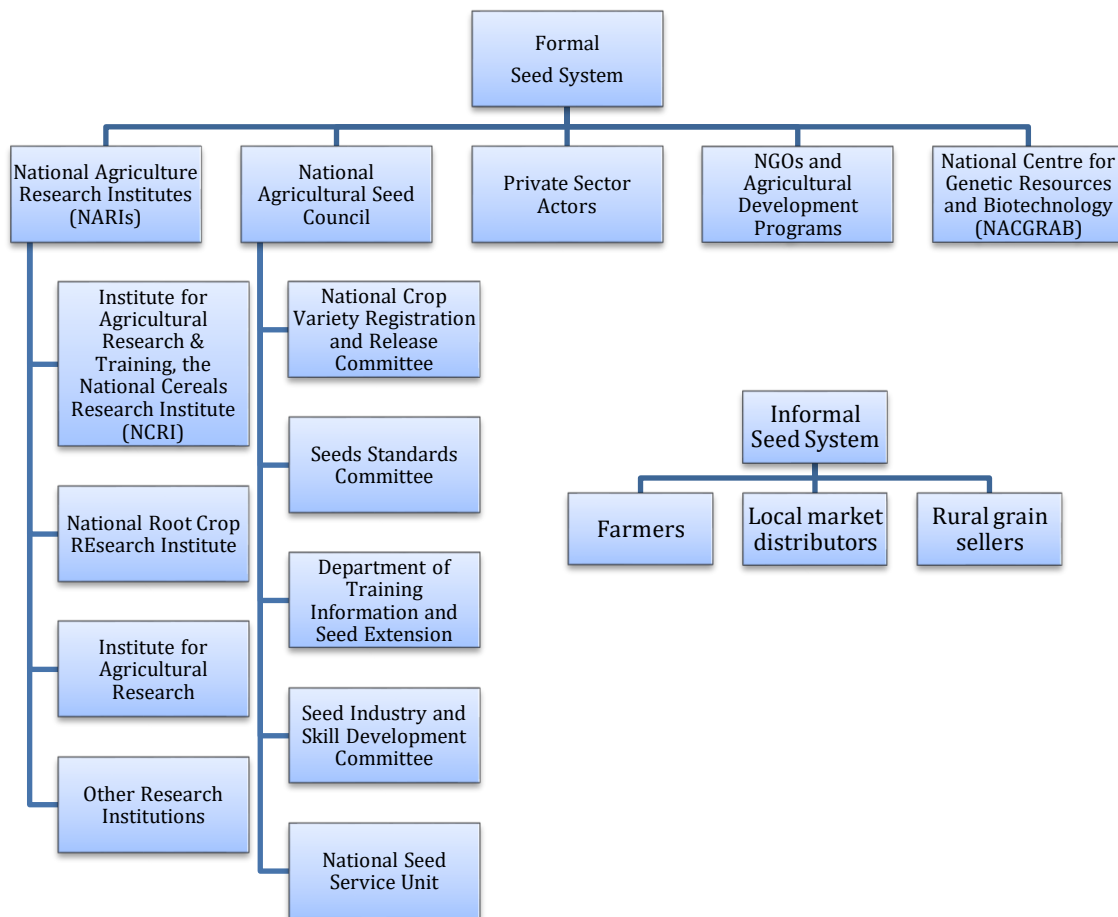 Formal
Seed System
National Agriculture
Research Institutes
(NARIs)
National
Agricultural Seed
Council
Private Sector
Actors
NGOs and
Agricultural
Development
Programs
National Centre for
Genetic Resources
and Biotechnology
(NACGRAB)
Institute for
Agricultural
Research &
Training, the
National Cereals
Research Institute
(NCRI)
National Root Crop
REsearch Institute
Institute for
Agricultural
Research
Other Research
Institutions
National Crop
Variety Registration
and Release
Committee
Seeds Standards
Committee
Department of
Training
Information and
Seed Extension
Seed Industry and
Skill Development
Committee
National Seed
Service Unit
Informal
Seed System
Farmers
Local market
distributors
Rural grain
sellers